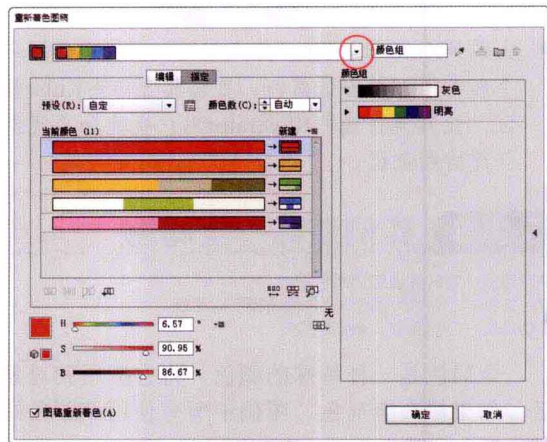 重新着色图稿
颜色组
编辑 指定
颜色组
预设(R): 自定 颜色数(C): 自动
灰色
明亮
当前颜色 (11) 新建
无
H 6.57 °
S 90.95 %
B 86.67 %
图稿重新着色(A)
确定 取消